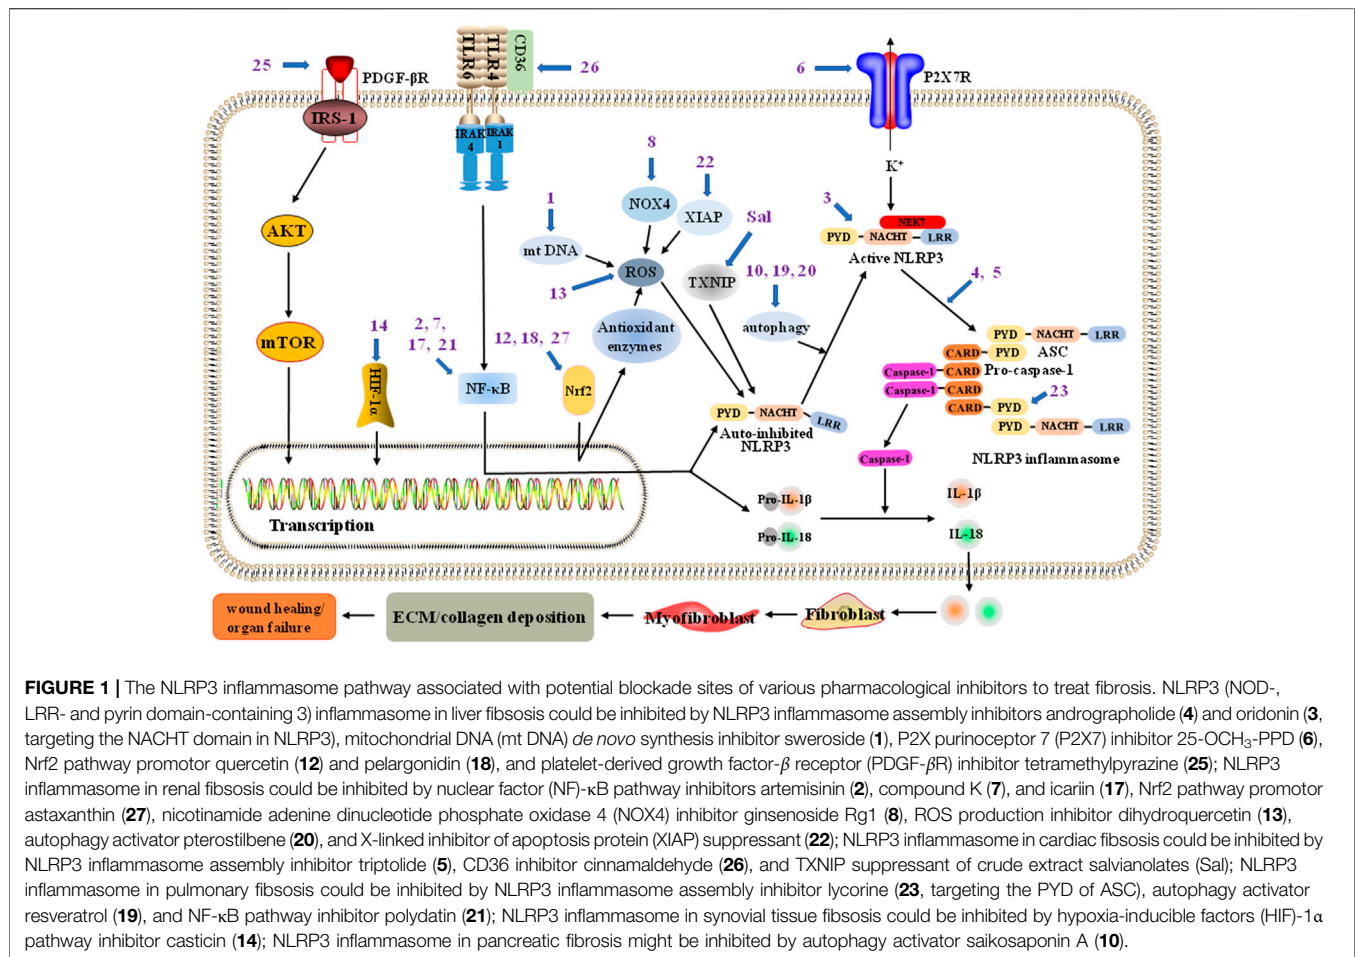 25
PDGF-βR
IRS-1
AKT
mTOR
14
HIF-1α
TLR6
TLR4
CD36
26
IRAK
4
IRAK
1
2, 7,
17, 21
NF-κB
12, 18, 27
Nrf2
1
mt DNA
8
NOX4
22
XIAP
13
ROS
Antioxidant
enzymes
Sal
TXNIP
10, 19, 20
autophagy
PYD
NACHT
LRR
Auto-inhibited
NLRP3
6
P2X7R
K⁺
3
NEK7
PYD
NACHT
LRR
Active NLRP3
4, 5
PYD
NACHT
LRR
CARD
PYD
ASC
Caspase-1
CARD
Pro-caspase-1
Caspase-1
CARD
23
CARD
PYD
PYD
NACHT
LRR
NLRP3 inflammasome
Caspase-1
Pro-IL-1β
IL-1β
Pro-IL-18
IL-18
Transcription
wound healing/
organ failure
ECM/collagen deposition
Myofibroblast
Fibroblast
FIGURE 1 | The NLRP3 inflammasome pathway associated with potential blockade sites of various pharmacological inhibitors to treat fibrosis. NLRP3 (NOD-,
LRR- and pyrin domain-containing 3) inflammasome in liver fibsosis could be inhibited by NLRP3 inflammasome assembly inhibitors andrographolide (4) and oridonin (3,
targeting the NACHT domain in NLRP3), mitochondrial DNA (mt DNA) de novo synthesis inhibitor sweroside (1), P2X purinoceptor 7 (P2X7) inhibitor 25-OCH₃-PPD (6),
Nrf2 pathway promotor quercetin (12) and pelargonidin (18), and platelet-derived growth factor-β receptor (PDGF-βR) inhibitor tetramethylpyrazine (25); NLRP3
inflammasome in renal fibsosis could be inhibited by nuclear factor (NF)-κB pathway inhibitors artemisinin (2), compound K (7), and icariin (17), Nrf2 pathway promotor
astaxanthin (27), nicotinamide adenine dinucleotide phosphate oxidase 4 (NOX4) inhibitor ginsenoside Rg1 (8), ROS production inhibitor dihydroquercetin (13),
autophagy activator pterostilbene (20), and X-linked inhibitor of apoptosis protein (XIAP) suppressant (22); NLRP3 inflammasome in cardiac fibsosis could be inhibited by
NLRP3 inflammasome assembly inhibitor triptolide (5), CD36 inhibitor cinnamaldehyde (26), and TXNIP suppressant of crude extract salvianolates (Sal); NLRP3
inflammasome in pulmonary fibsosis could be inhibited by NLRP3 inflammasome assembly inhibitor lycorine (23, targeting the PYD of ASC), autophagy activator
resveratrol (19), and NF-κB pathway inhibitor polydatin (21); NLRP3 inflammasome in synovial tissue fibsosis could be inhibited by hypoxia-inducible factors (HIF)-1α
pathway inhibitor casticin (14); NLRP3 inflammasome in pancreatic fibrosis might be inhibited by autophagy activator saikosaponin A (10).